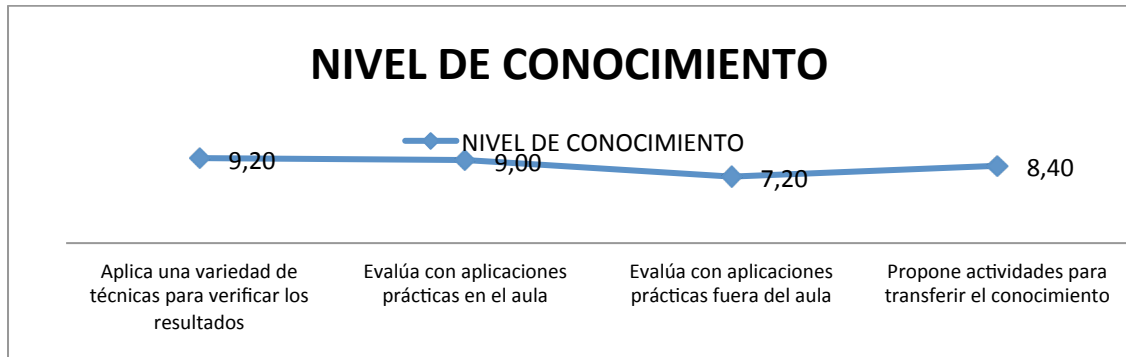 NIVEL DE CONOCIMIENTO
NIVEL DE CONOCIMIENTO
9,20
9,00
7,20
8,40
Aplica una variedad de
técnicas para verificar los
resultados
Evalúa con aplicaciones
prácticas en el aula
Evalúa con aplicaciones
prácticas fuera del aula
Propone actividades para
transferir el conocimiento